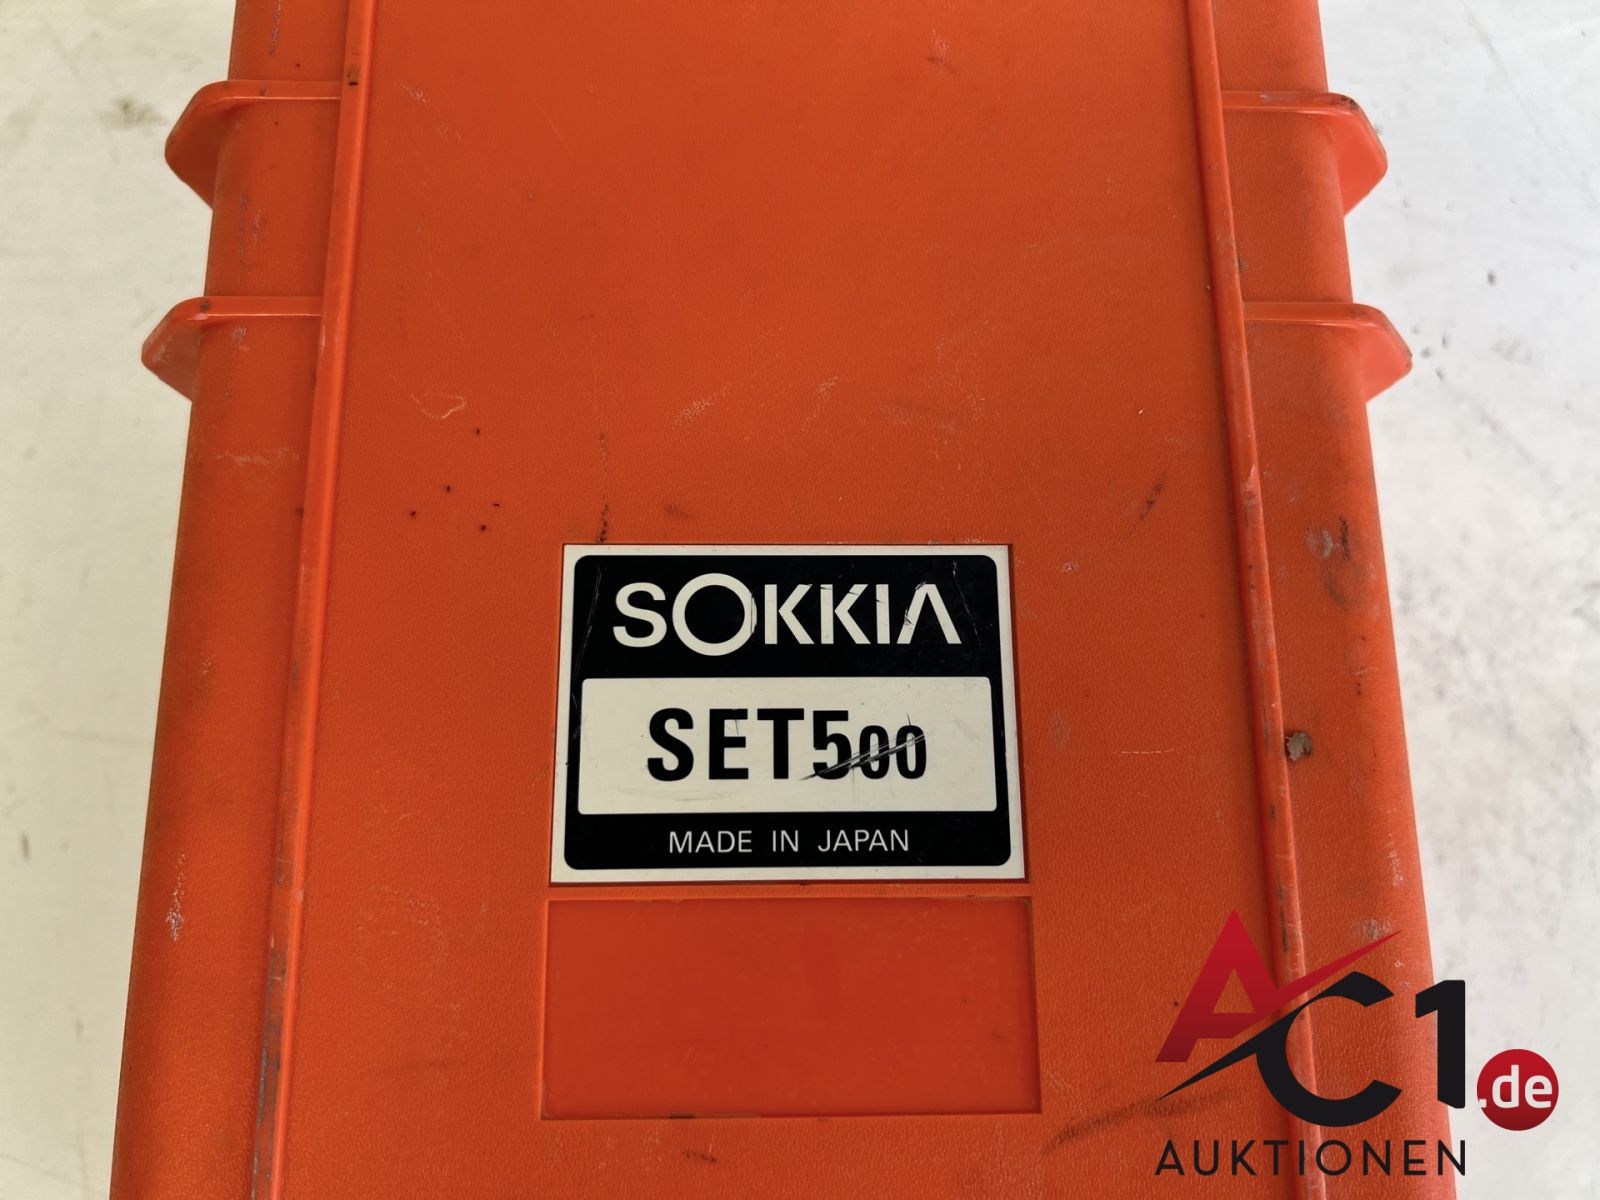 SOKKIA
SET500
MADE IN JAPAN
AC1.de
AUKTIONEN